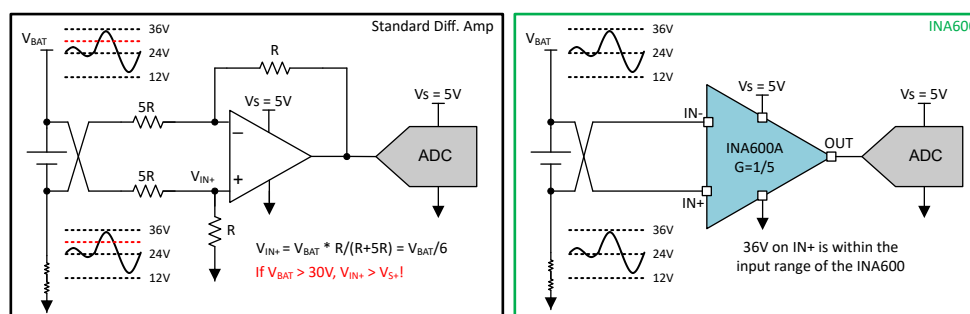 Standard Diff. Amp
V_BAT
36V
24V
12V
R
Vs = 5V
Vs = 5V
5R
−
ADC
5R
V_IN+
+
R
36V
24V
12V
V_IN+ = V_BAT * R/(R+5R) = V_BAT/6
If V_BAT > 30V, V_IN+ > V_S+!
INA600
V_BAT
36V
24V
12V
Vs = 5V
Vs = 5V
IN-
INA600A
G=1/5
OUT
ADC
IN+
36V
24V
12V
36V on IN+ is within the
input range of the INA600